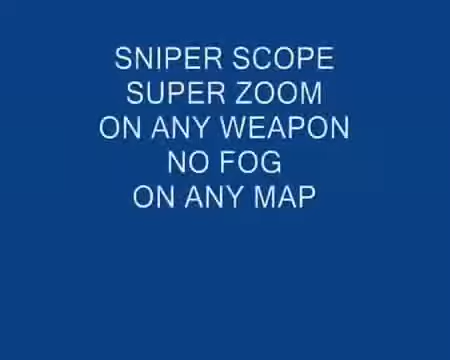 SNIPER SCOPE
SUPER ZOOM
ON ANY WEAPON
NO FOG
ON ANY MAP